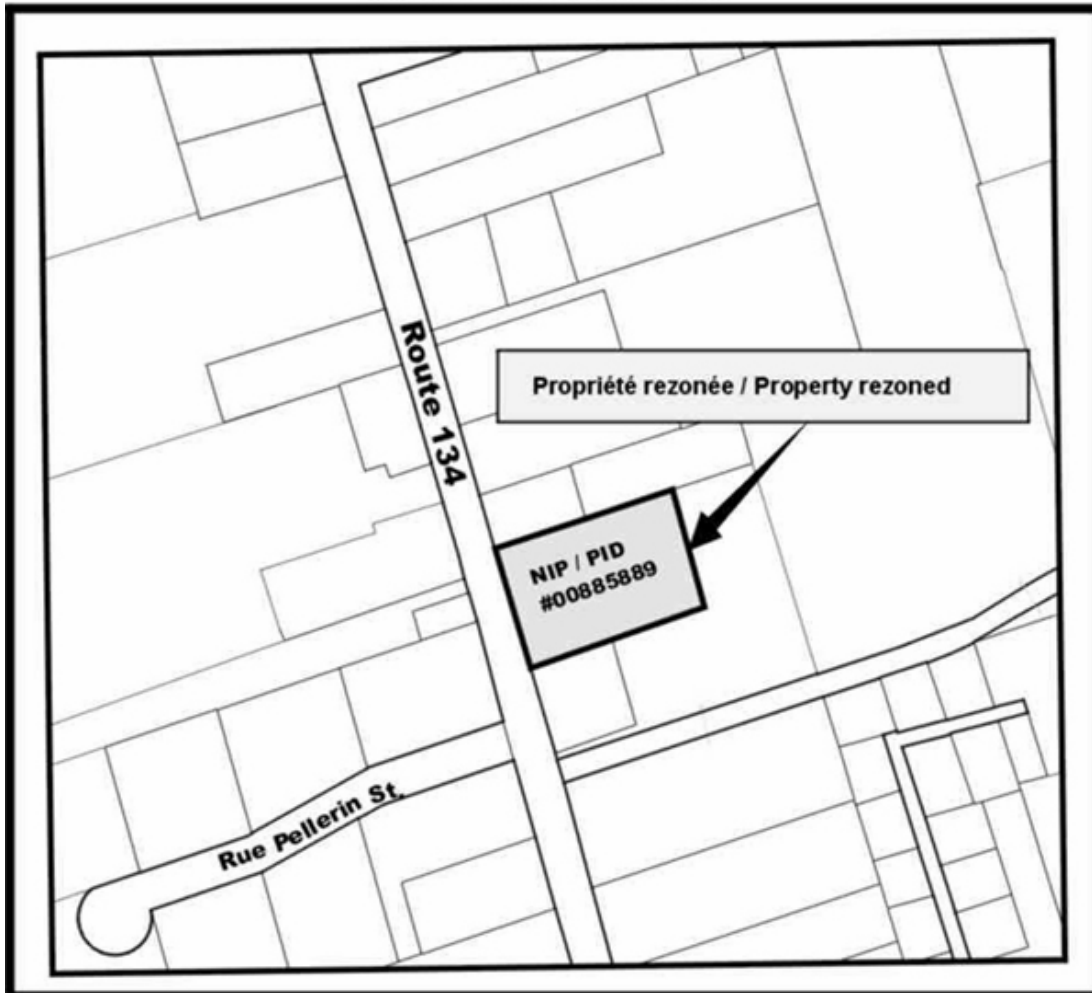 Route 134
Propriété rezonée / Property rezoned
NIP / PID
#00885889
Rue Pellerin St.